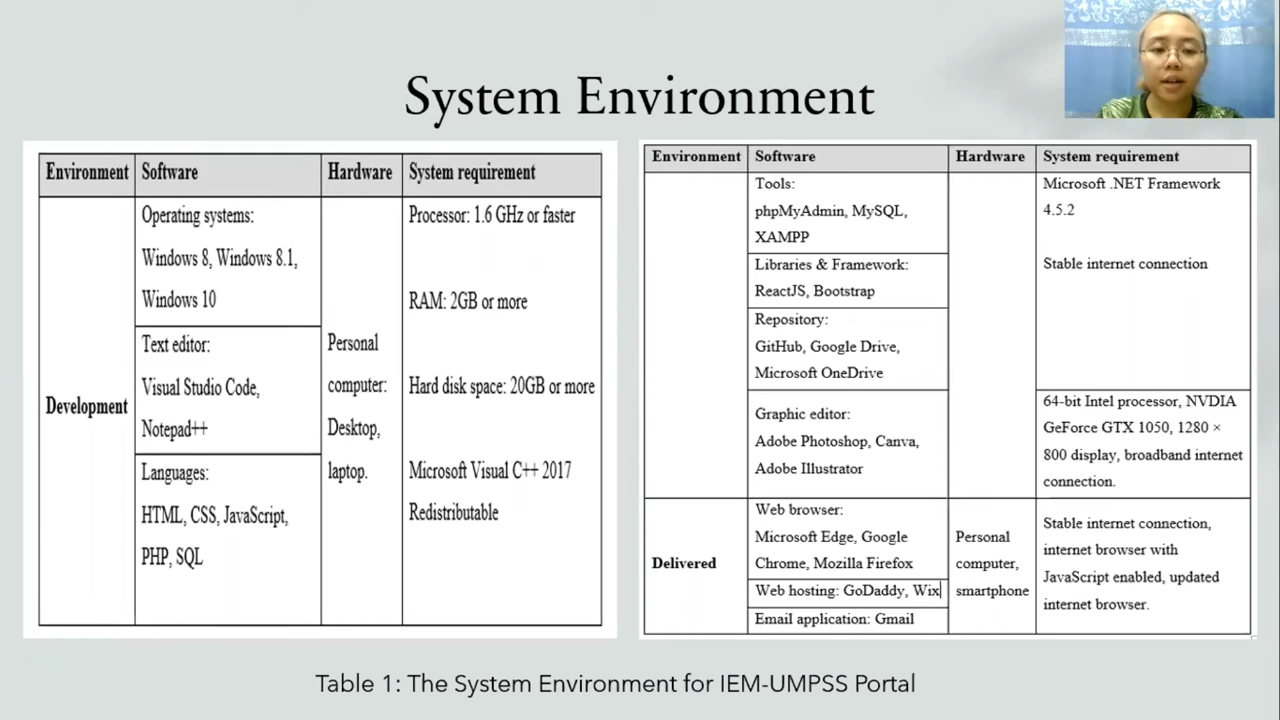 System Environment
Environment
Software
Hardware
System requirement
Development
Operating systems:
Windows 8, Windows 8.1,
Windows 10
Text editor:
Visual Studio Code,
Notepad++
Languages:
HTML, CSS, JavaScript,
PHP, SQL
Personal
computer:
Desktop,
laptop.
Processor: 1.6 GHz or faster
RAM: 2GB or more
Hard disk space: 20GB or more
Microsoft Visual C++ 2017
Redistributable
Environment
Software
Hardware
System requirement
Tools:
phpMyAdmin, MySQL,
XAMPP
Libraries & Framework:
ReactJS, Bootstrap
Repository:
GitHub, Google Drive,
Microsoft OneDrive
Graphic editor:
Adobe Photoshop, Canva,
Adobe Illustrator
Microsoft .NET Framework
4.5.2
Stable internet connection
64-bit Intel processor, NVDIA
GeForce GTX 1050, 1280 ×
800 display, broadband internet
connection.
Delivered
Web browser:
Microsoft Edge, Google
Chrome, Mozilla Firefox
Web hosting: GoDaddy, Wix
Email application: Gmail
Personal
computer,
smartphone
Stable internet connection,
internet browser with
JavaScript enabled, updated
internet browser.
Table 1: The System Environment for IEM-UMPSS Portal